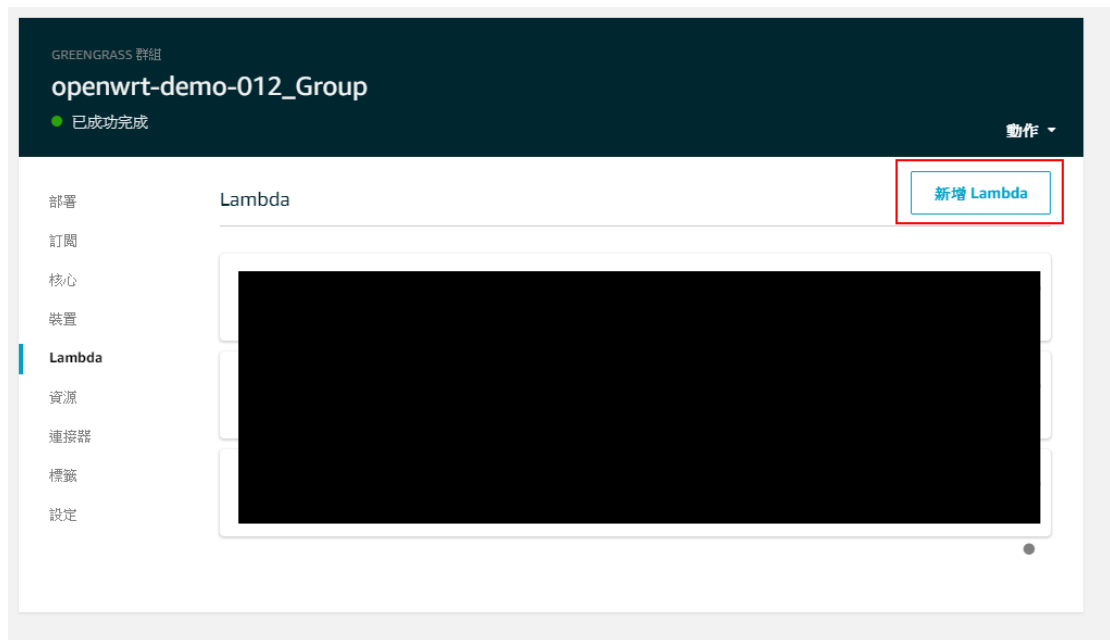 GREENGRASS 群組
openwrt-demo-012_Group
已成功完成
動作
部署
訂閱
核心
裝置
Lambda
資源
連接器
標籤
設定
Lambda
新增 Lambda